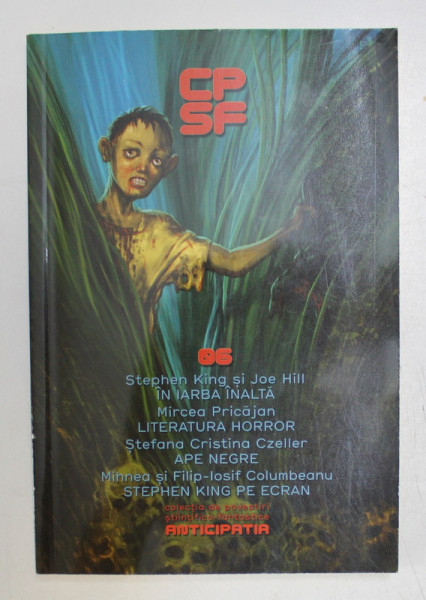 CP
SF
06
Stephen King și Joe Hill
ÎN IARBA ÎNALTĂ
Mircea Pricăjan
LITERATURA HORROR
Ștefana Cristina Czeller
APE NEGRE
Minnea și Filip-Iosif Columbeanu
STEPHEN KING PE ECRAN
colecția de povestiri
științifico-fantastice
ANTICIPAȚIA